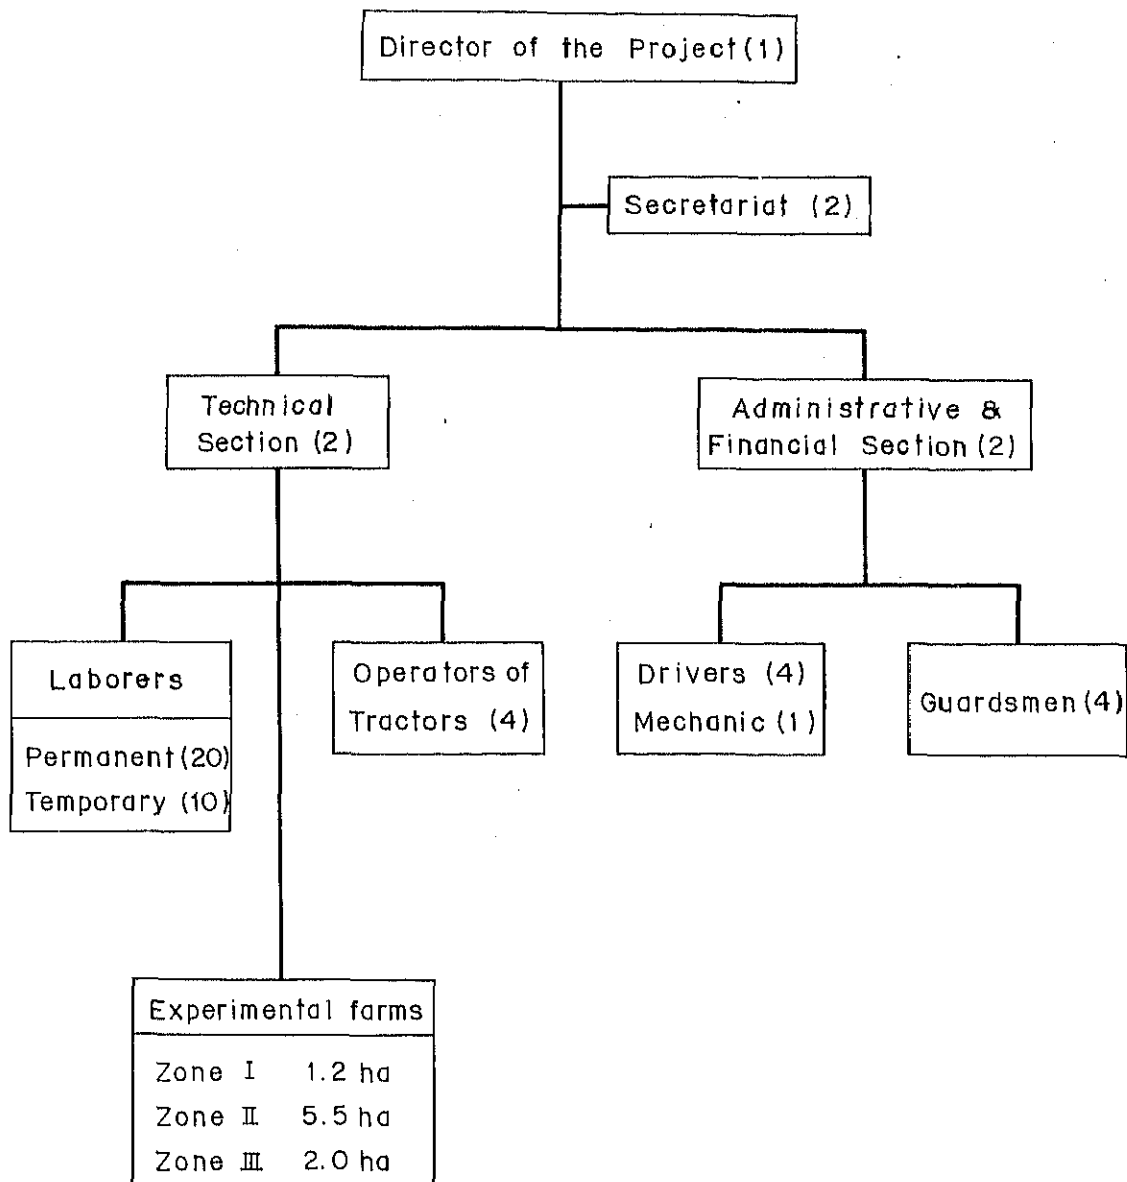 Director of the Project (1)
Secretariat (2)
Technical
Section (2)
Administrative &
Financial Section (2)
Laborers
Permanent (20)
Temporary (10)
Operators of
Tractors (4)
Drivers (4)
Mechanic (1)
Guardsmen (4)
Experimental farms
Zone I 1.2 ha
Zone II 5.5 ha
Zone III 2.0 ha